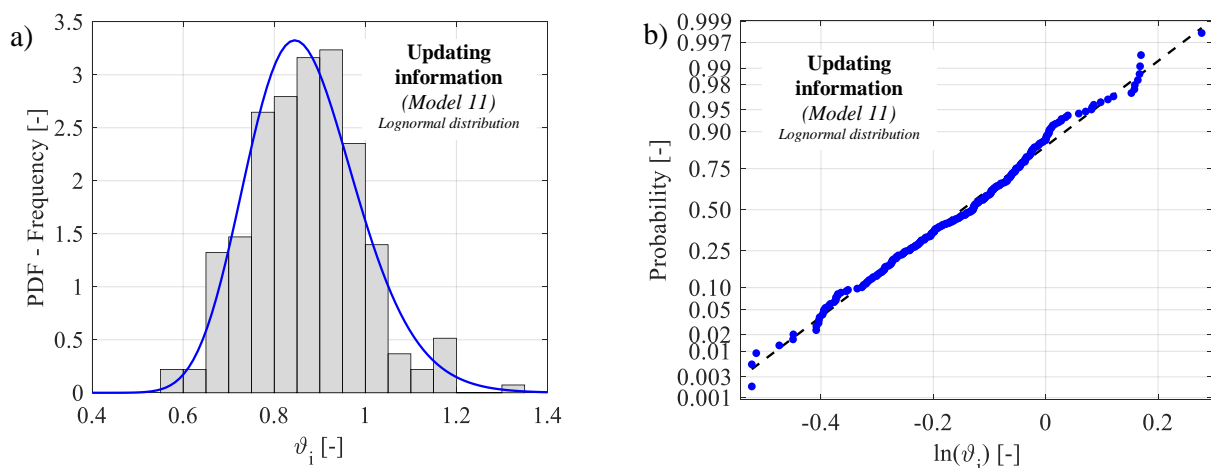 a)
3.5
3
2.5
2
1.5
1
0.5
0
PDF - Frequency [-]
Updating
information
(Model 11)
Lognormal distribution
0.4 0.6 0.8 1 1.2 1.4
ϑi [-]
b)
0.999
0.997
0.99
0.98
0.95
0.90
0.75
0.50
0.25
0.10
0.05
0.02
0.01
0.003
0.001
Probability [-]
Updating
information
(Model 11)
Lognormal distribution
-0.4 -0.2 0 0.2
ln(ϑi) [-]